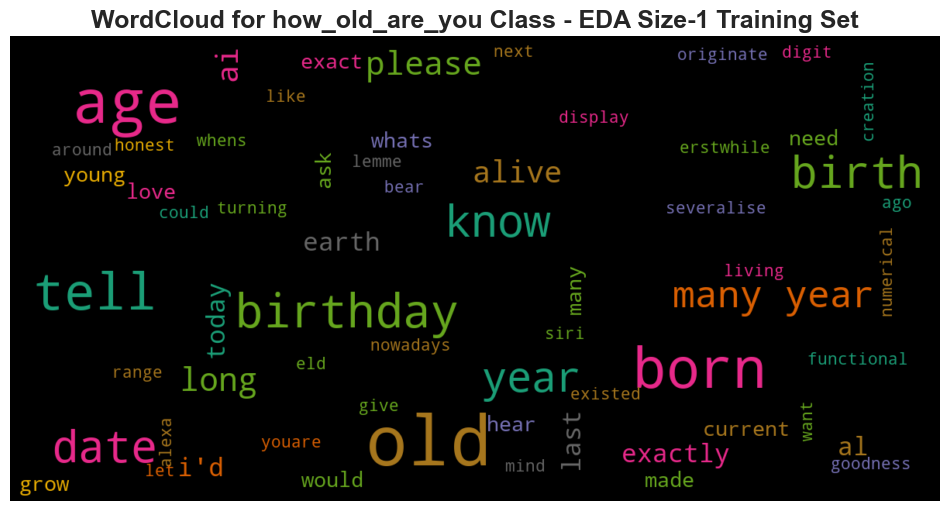 WordCloud for how_old_are_you Class - EDA Size-1 Training Set
next
originate
digit
ai
exact
please
creation
age
like
display
around
honest
whens
whats
erstwhile
need
young
ask
lemme
alive
birth
love
bear
could
turning
know
severalise
ago
earth
numerical
tell
today
birthday
many
living
many year
siri
nowadays
range
long
eld
year
born
functional
existed
give
date
alexa
youare
old
hear
last
current
want
let
i'd
mind
exactly
al
goodness
grow
would
made